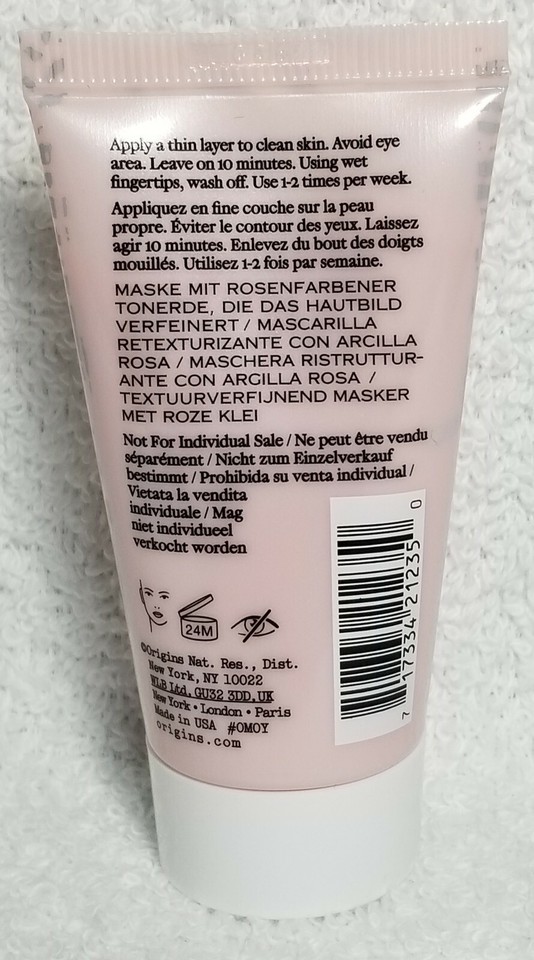 Apply a thin layer to clean skin. Avoid eye
area. Leave on 10 minutes. Using wet
fingertips, wash off. Use 1-2 times per week.
Appliquez en fine couche sur la peau
propre. Éviter le contour des yeux. Laissez
agir 10 minutes. Enlevez du bout des doigts
mouillés. Utilisez 1-2 fois par semaine.
MASKE MIT ROSENFARBENER
TONERDE, DIE DAS HAUTBILD
VERFEINERT / MASCARILLA
RETEXTURIZANTE CON ARCILLA
ROSA / MASCHERA RISTRUTTUR-
ANTE CON ARGILLA ROSA /
TEXTUURVERFIJNEND MASKER
MET ROZE KLEI
Not For Individual Sale / Ne peut être vendu
séparément / Nicht zum Einzelverkauf
bestimmt / Prohibida su venta individual /
Vietata la vendita
individuale / Mag
niet individueel
verkocht worden
24M
©Origins Nat. Res., Dist.
New York, NY 10022
WLB Ltd. GU32 3DD, UK
New York • London • Paris
Made in USA #OMOY
origins.com
7 17334 21235 0